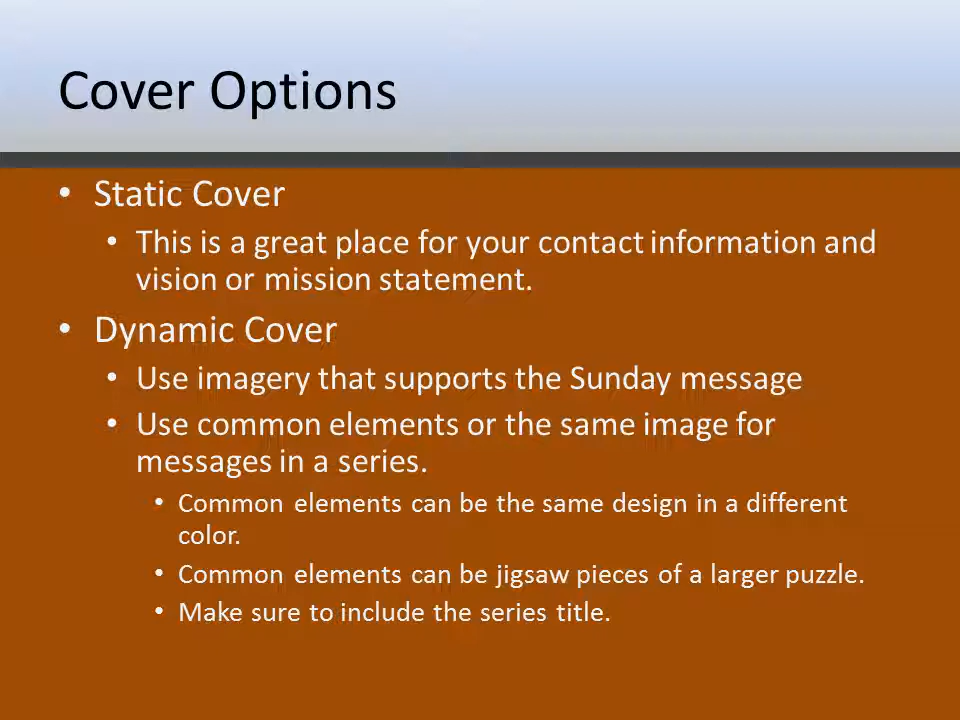 Cover Options
• Static Cover
• This is a great place for your contact information and
vision or mission statement.
• Dynamic Cover
• Use imagery that supports the Sunday message
• Use common elements or the same image for
messages in a series.
• Common elements can be the same design in a different
color.
• Common elements can be jigsaw pieces of a larger puzzle.
• Make sure to include the series title.